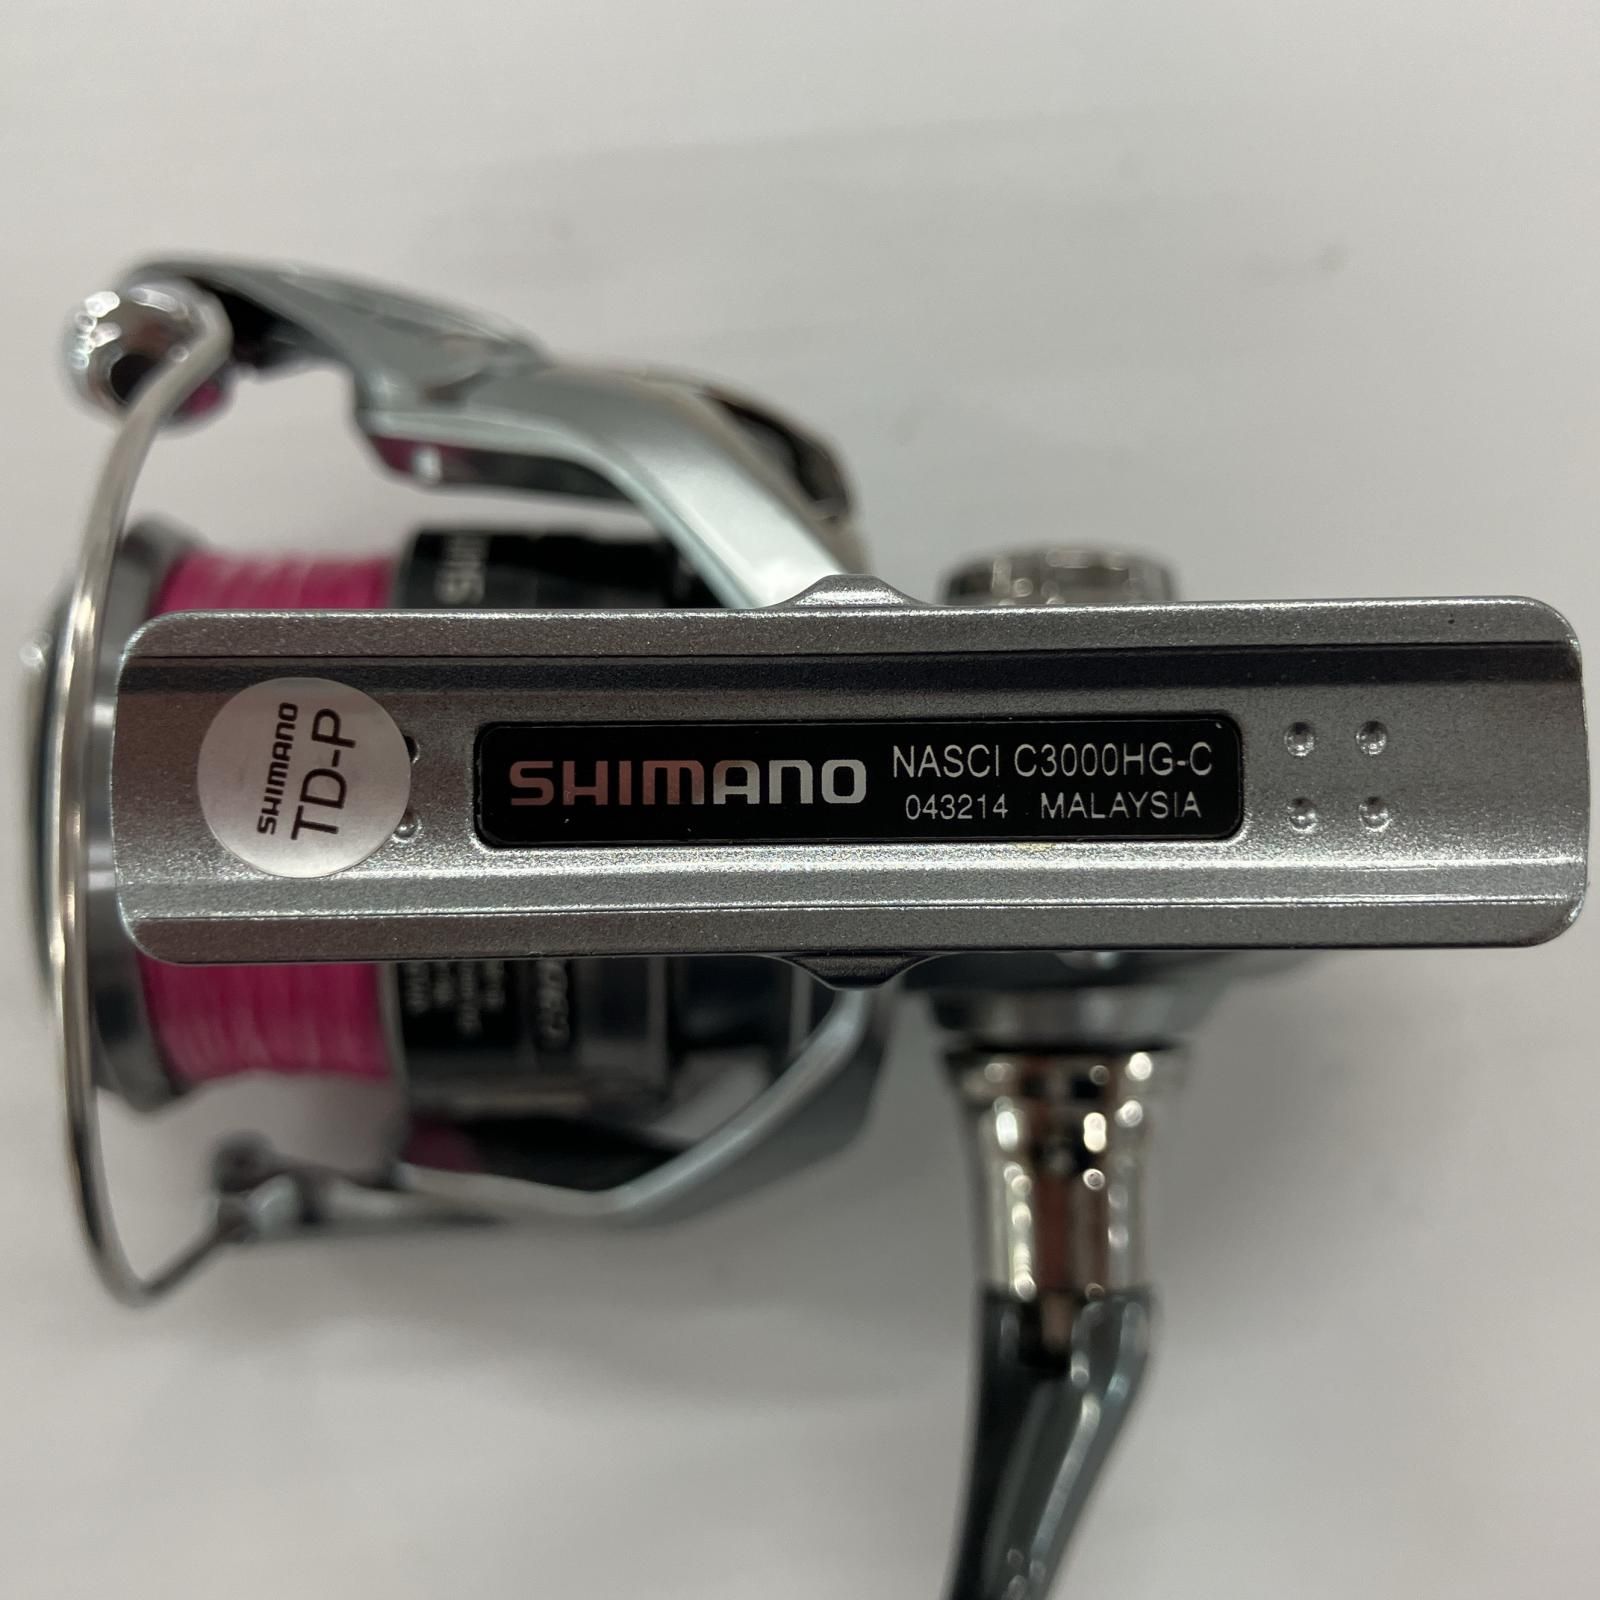 SHIMANO
TD-P
SHIMANO NASCI C3000HG-C
043214 MALAYSIA